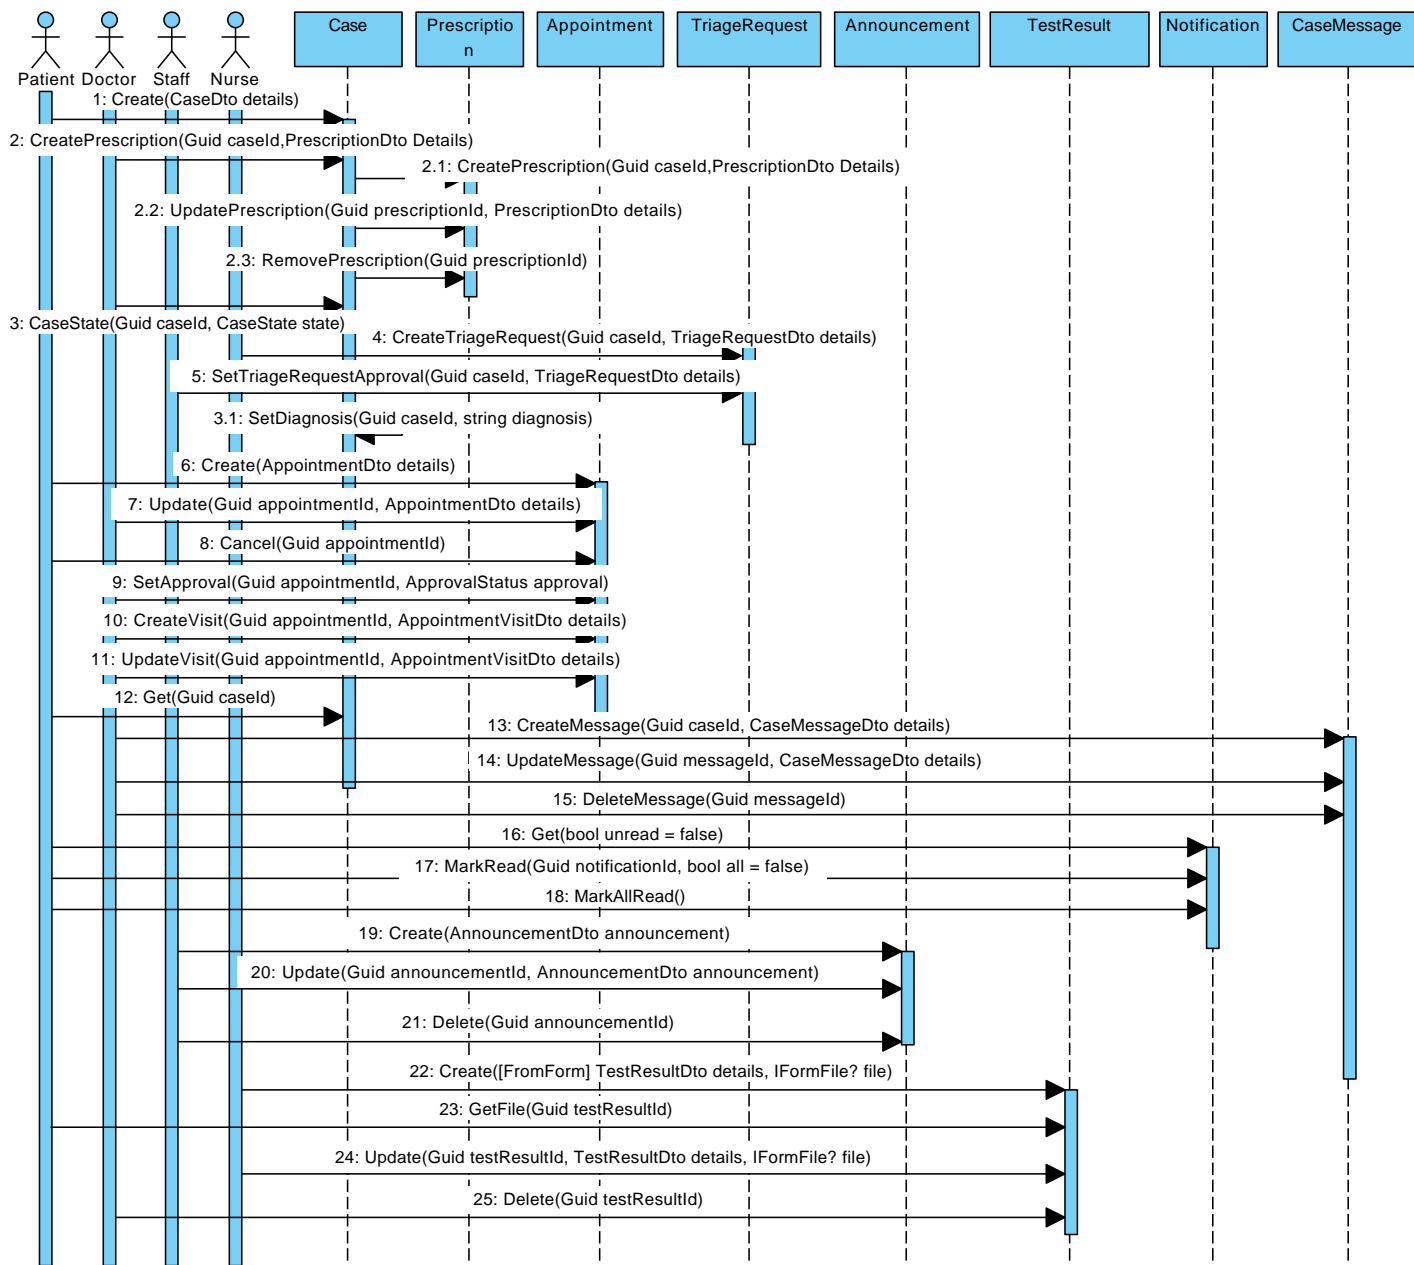 Case
Prescriptio
n
Appointment
TriageRequest
Announcement
TestResult
Notification
CaseMessage
Patient
Doctor
Staff
Nurse
1: Create(CaseDto details)
2: CreatePrescription(Guid caseId,PrescriptionDto Details)
2.1: CreatePrescription(Guid caseId,PrescriptionDto Details)
2.2: UpdatePrescription(Guid prescriptionId, PrescriptionDto details)
2.3: RemovePrescription(Guid prescriptionId)
3: CaseState(Guid caseId, CaseState state)
4: CreateTriageRequest(Guid caseId, TriageRequestDto details)
5: SetTriageRequestApproval(Guid caseId, TriageRequestDto details)
3.1: SetDiagnosis(Guid caseId, string diagnosis)
6: Create(AppointmentDto details)
7: Update(Guid appointmentId, AppointmentDto details)
8: Cancel(Guid appointmentId)
9: SetApproval(Guid appointmentId, ApprovalStatus approval)
10: CreateVisit(Guid appointmentId, AppointmentVisitDto details)
11: UpdateVisit(Guid appointmentId, AppointmentVisitDto details)
12: Get(Guid caseId)
13: CreateMessage(Guid caseId, CaseMessageDto details)
14: UpdateMessage(Guid messageId, CaseMessageDto details)
15: DeleteMessage(Guid messageId)
16: Get(bool unread = false)
17: MarkRead(Guid notificationId, bool all = false)
18: MarkAllRead()
19: Create(AnnouncementDto announcement)
20: Update(Guid announcementId, AnnouncementDto announcement)
21: Delete(Guid announcementId)
22: Create([FromForm] TestResultDto details, IFormFile? file)
23: GetFile(Guid testResultId)
24: Update(Guid testResultId, TestResultDto details, IFormFile? file)
25: Delete(Guid testResultId)